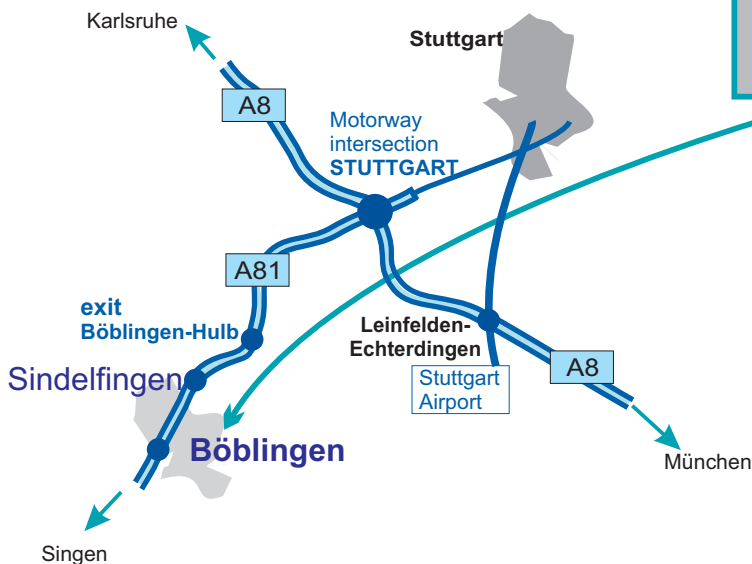 Karlsruhe
Stuttgart
A8
Motorway
intersection
STUTTGART
A81
exit
Böblingen-Hulb
Leinfelden-
Echterdingen
Sindelfingen
Stuttgart
Airport
A8
Böblingen
München
Singen